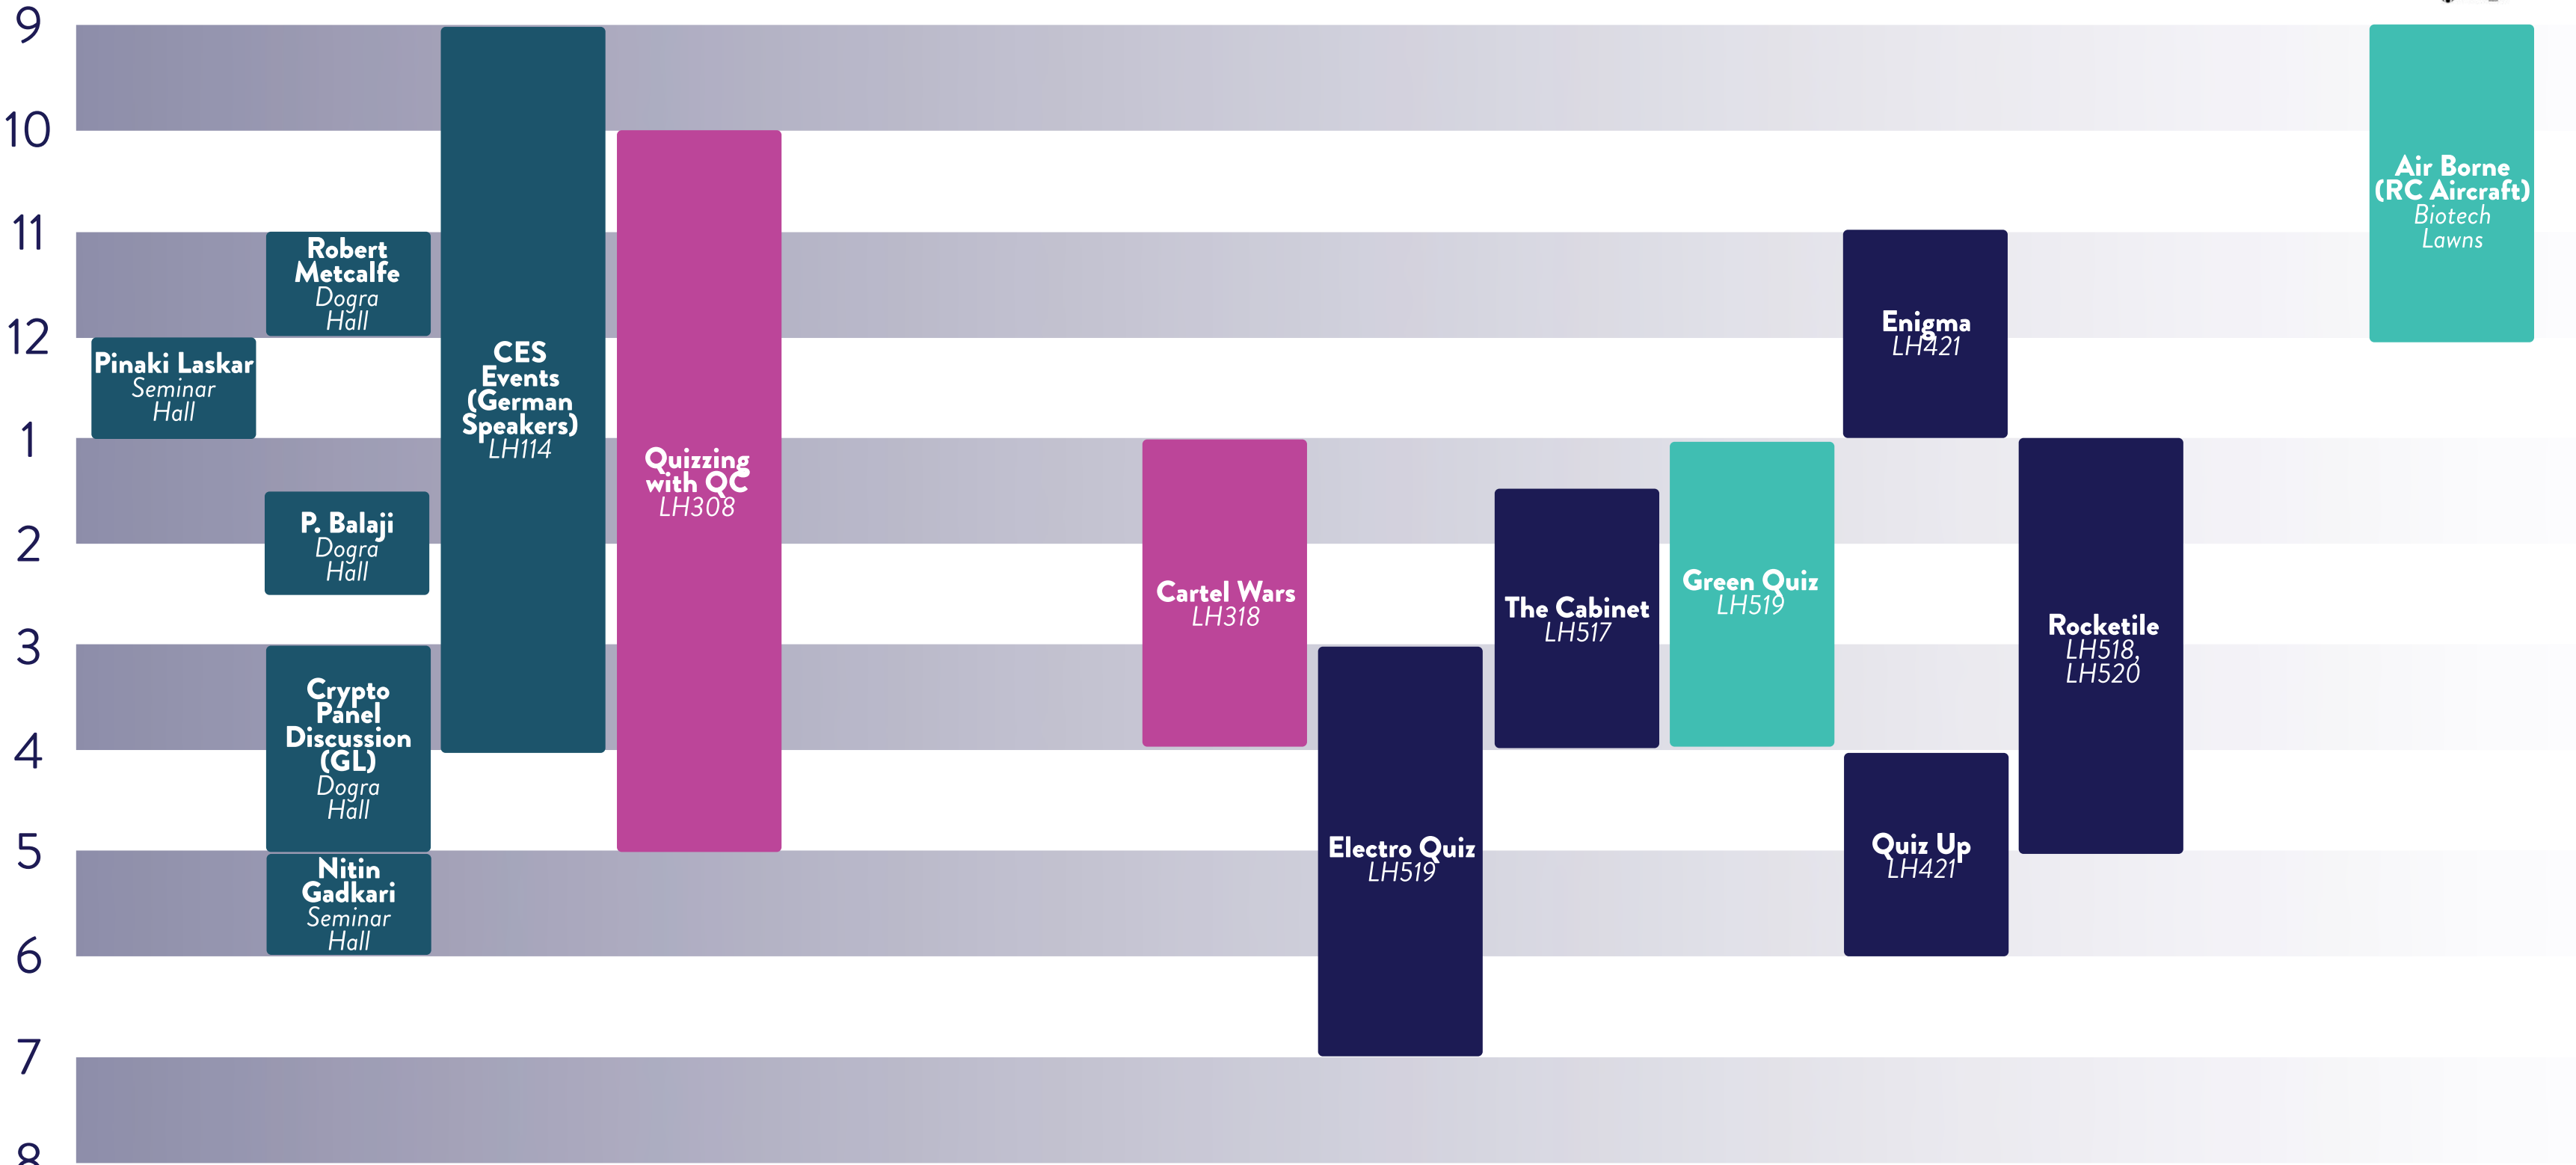 9
10
11
12
1
2
3
4
5
6
7
8
Pinaki Laskar
Seminar
Hall
Robert
Metcalfe
Dogra
Hall
P. Balaji
Dogra
Hall
Crypto
Panel
Discussion
(GL)
Dogra
Hall
Nitin
Gadkari
Seminar
Hall
CES
Events
(German
Speakers)
LH114
Quizzing
with QC
LH308
Cartel Wars
LH318
Electro Quiz
LH519
The Cabinet
LH517
Green Quiz
LH519
Enigma
LH421
Quiz Up
LH421
Rocketile
LH518,
LH520
Air Borne
(RC Aircraft)
Biotech
Lawns